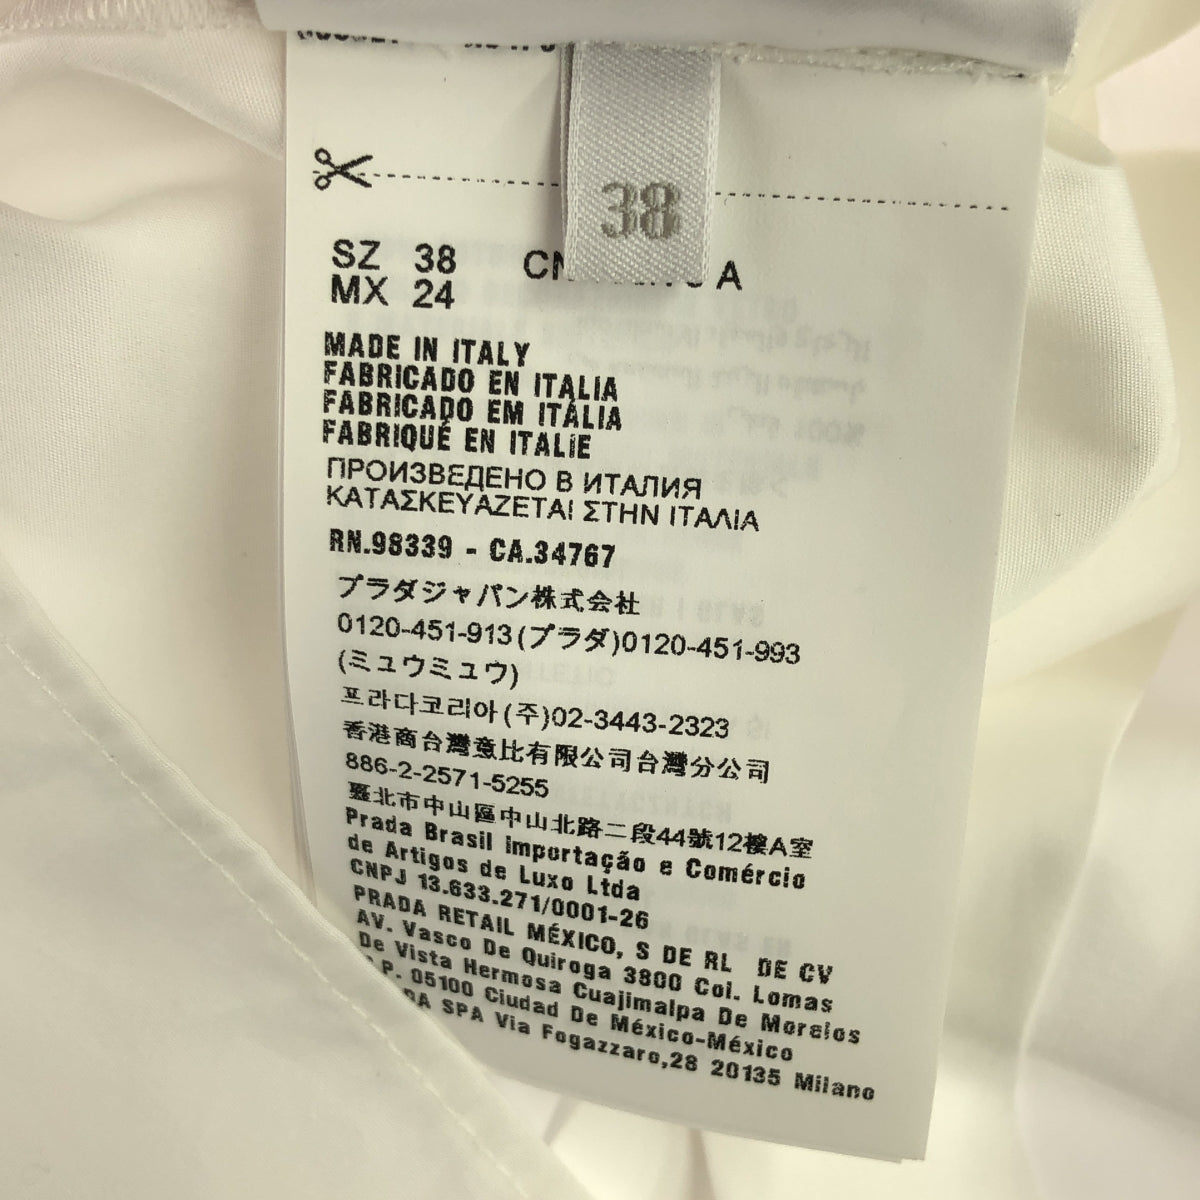 38
SZ 38
MX 24
MADE IN ITALY
FABRICADO EN ITALIA
FABRICADO EM ITÁLIA
FABRIQUÉ EN ITALIE
ПРОИЗВЕДЕНО В ИТАЛИЯ
ΚΑΤΑΣΚΕΥΑΖΕΤΑΙ ΣΤΗΝ ΙΤΑΛΙΑ
RN.98339 - CA.34767
プラダジャパン株式会社
0120-451-913(プラダ)0120-451-993
(ミュウミュウ)
프라다코리아(주)02-3443-2323
香港商台灣意比有限公司台灣分公司
886-2-2571-5255
臺北市中山區中山北路二段44號12樓A室
Prada Brasil Importação e Comércio
de Artigos de Luxo Ltda
CNPJ 13.633.271/0001-26
PRADA RETAIL MÉXICO, S DE RL DE CV
AV. Vasco De Quiroga 3800 Col. Lomas
De Vista Hermosa Cuajimalpa De Morelos
P. 05100 Ciudad De México-México
SPA Via Fogazzaro,28 20135 Milano